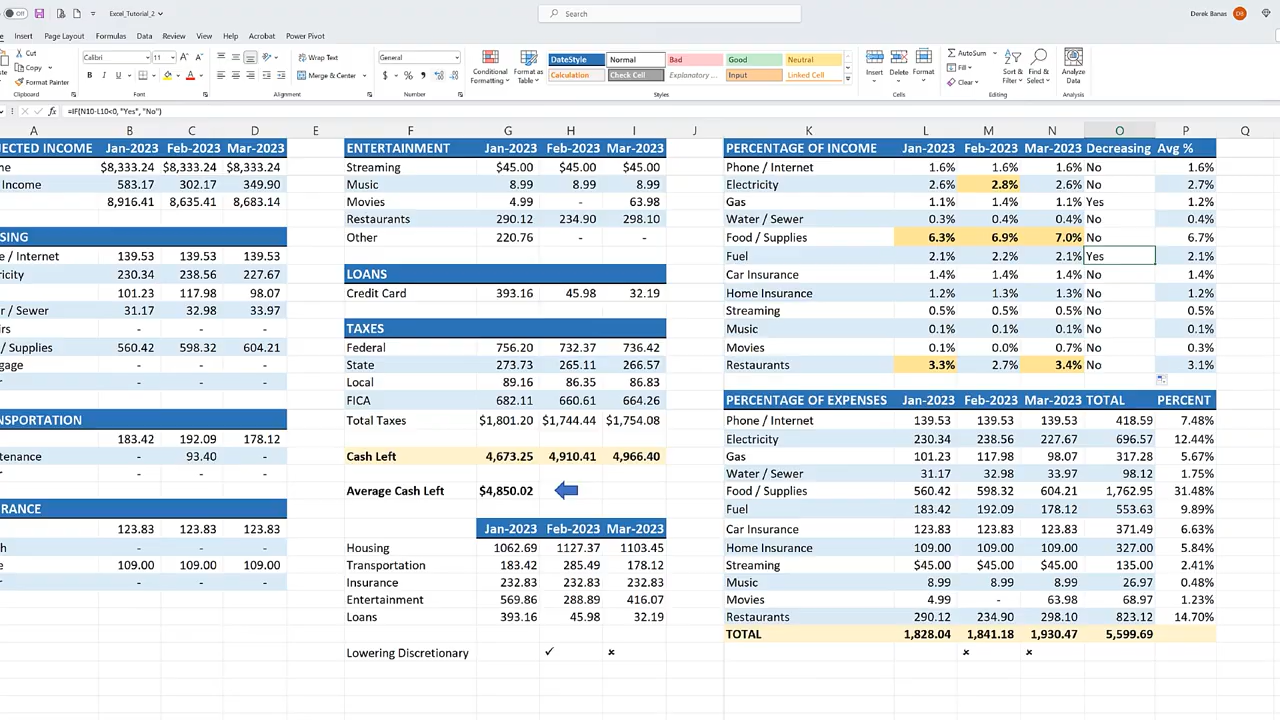 Off Excel_Tutorial_2 Search Derek Banas DB
Insert Page Layout Formulas Data Review View Help Acrobat Power Pivot
Cut Copy Format Painter Clipboard
Calibri 11 B I U Font
Wrap Text Merge & Center Alignment
General $ % Number
Conditional Formatting Format as Table
DateStyle Normal Bad Good Neutral
Calculation Check Cell Explanatory ... Input Linked Cell
Styles
Insert Delete Format Cells
AutoSum Fill Clear Sort & Filter Find & Select Editing
Analyze Data Analysis
fx =IF(N10-L10<0, "Yes", "No")
A B C D E F G H I J K L M N O P Q
JECTED INCOME Jan-2023 Feb-2023 Mar-2023
me $8,333.24 $8,333.24 $8,333.24
Income 583.17 302.17 349.90
8,916.41 8,635.41 8,683.14
SING
e / Internet 139.53 139.53 139.53
ricity 230.34 238.56 227.67
101.23 117.98 98.07
r / Sewer 31.17 32.98 33.97
irs - - -
/ Supplies 560.42 598.32 604.21
gage - - -
r - - -
NSPORTATION
183.42 192.09 178.12
tenance - 93.40 -
r - - -
RANCE
123.83 123.83 123.83
h - - -
e 109.00 109.00 109.00
r - - -
ENTERTAINMENT Jan-2023 Feb-2023 Mar-2023
Streaming $45.00 $45.00 $45.00
Music 8.99 8.99 8.99
Movies 4.99 - 63.98
Restaurants 290.12 234.90 298.10
Other 220.76 - -
LOANS
Credit Card 393.16 45.98 32.19
TAXES
Federal 756.20 732.37 736.42
State 273.73 265.11 266.57
Local 89.16 86.35 86.83
FICA 682.11 660.61 664.26
Total Taxes $1,801.20 $1,744.44 $1,754.08
Cash Left 4,673.25 4,910.41 4,966.40
Average Cash Left $4,850.02
Jan-2023 Feb-2023 Mar-2023
Housing 1062.69 1127.37 1103.45
Transportation 183.42 285.49 178.12
Insurance 232.83 232.83 232.83
Entertainment 569.86 288.89 416.07
Loans 393.16 45.98 32.19
Lowering Discretionary ✓ ×
PERCENTAGE OF INCOME Jan-2023 Feb-2023 Mar-2023 Decreasing Avg %
Phone / Internet 1.6% 1.6% 1.6% No 1.6%
Electricity 2.6% 2.8% 2.6% No 2.7%
Gas 1.1% 1.4% 1.1% Yes 1.2%
Water / Sewer 0.3% 0.4% 0.4% No 0.4%
Food / Supplies 6.3% 6.9% 7.0% No 6.7%
Fuel 2.1% 2.2% 2.1% Yes 2.1%
Car Insurance 1.4% 1.4% 1.4% No 1.4%
Home Insurance 1.2% 1.3% 1.3% No 1.2%
Streaming 0.5% 0.5% 0.5% No 0.5%
Music 0.1% 0.1% 0.1% No 0.1%
Movies 0.1% 0.0% 0.7% No 0.3%
Restaurants 3.3% 2.7% 3.4% No 3.1%
PERCENTAGE OF EXPENSES Jan-2023 Feb-2023 Mar-2023 TOTAL PERCENT
Phone / Internet 139.53 139.53 139.53 418.59 7.48%
Electricity 230.34 238.56 227.67 696.57 12.44%
Gas 101.23 117.98 98.07 317.28 5.67%
Water / Sewer 31.17 32.98 33.97 98.12 1.75%
Food / Supplies 560.42 598.32 604.21 1,762.95 31.48%
Fuel 183.42 192.09 178.12 553.63 9.89%
Car Insurance 123.83 123.83 123.83 371.49 6.63%
Home Insurance 109.00 109.00 109.00 327.00 5.84%
Streaming $45.00 $45.00 $45.00 135.00 2.41%
Music 8.99 8.99 8.99 26.97 0.48%
Movies 4.99 - 63.98 68.97 1.23%
Restaurants 290.12 234.90 298.10 823.12 14.70%
TOTAL 1,828.04 1,841.18 1,930.47 5,599.69
× ×